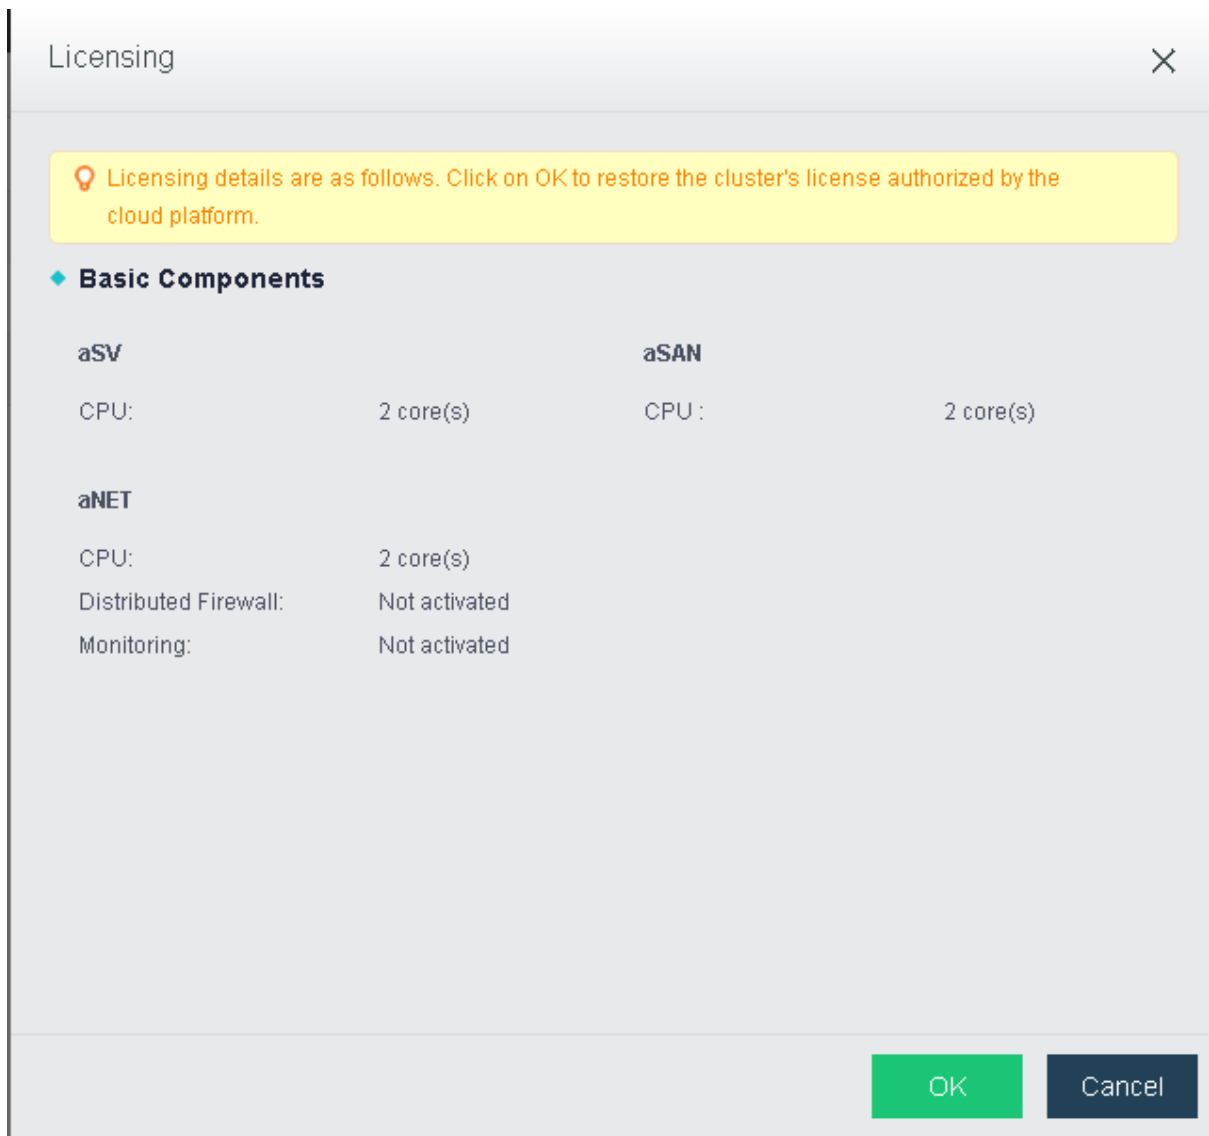 Licensing
Licensing details are as follows. Click on OK to restore the cluster's license authorized by the
cloud platform.
Basic Components
aSV aSAN
CPU: 2 core(s) CPU : 2 core(s)
aNET
CPU: 2 core(s)
Distributed Firewall: Not activated
Monitoring: Not activated
OK Cancel